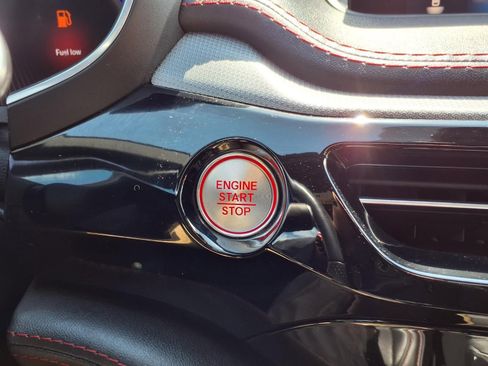 Fuel low
ENGINE
START
STOP